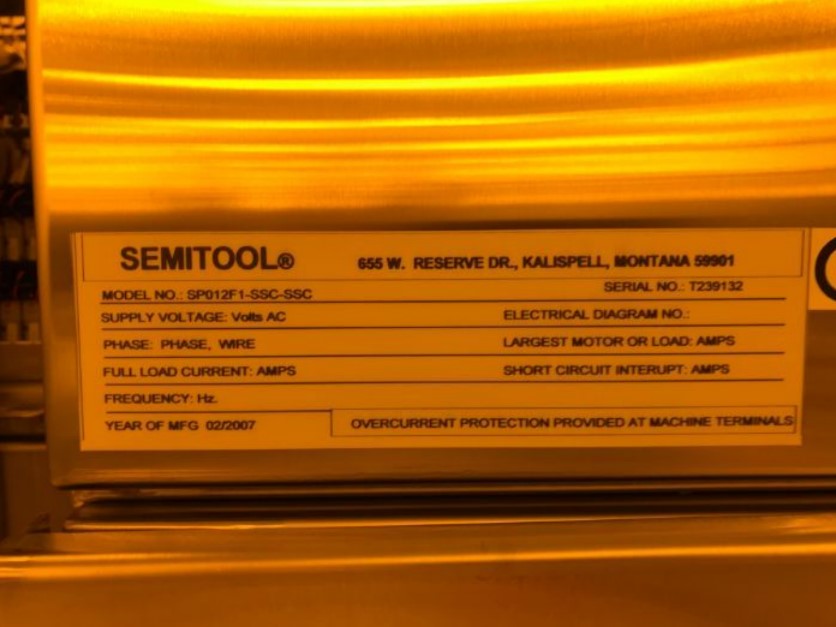 SEMITOOL® 655 W. RESERVE DR., KALISPELL, MONTANA 59901
MODEL NO.: SP012F1-SSC-SSC SERIAL NO.: T239132
SUPPLY VOLTAGE: Volts AC ELECTRICAL DIAGRAM NO.:
PHASE: PHASE, WIRE LARGEST MOTOR OR LOAD: AMPS
FULL LOAD CURRENT: AMPS SHORT CIRCUIT INTERUPT: AMPS
FREQUENCY: Hz.
YEAR OF MFG 02/2007 OVERCURRENT PROTECTION PROVIDED AT MACHINE TERMINALS